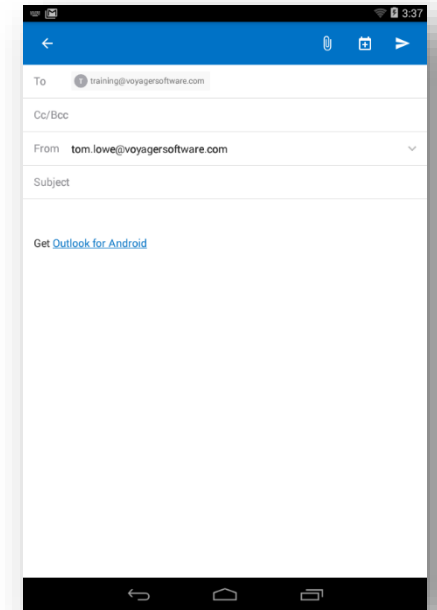 3:37
To T training@voyagersoftware.com
Cc/Bcc
From tom.lowe@voyagersoftware.com
Subject
Get Outlook for Android